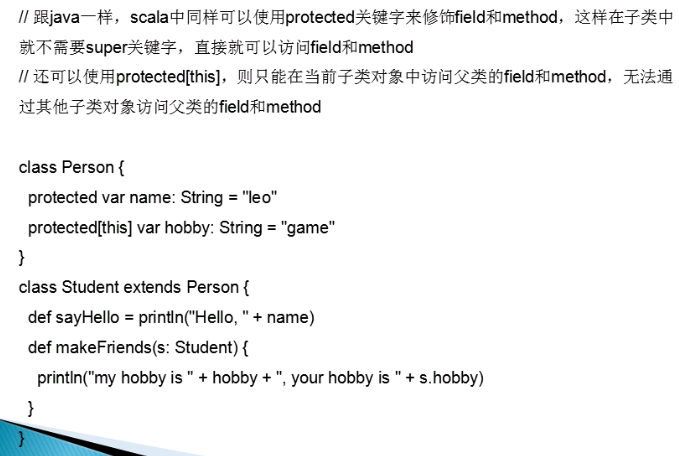 // 跟java一样，scala中同样可以使用protected关键字来修饰field和method，这样在子类中
就不需要super关键字，直接就可以访问field和method
// 还可以使用protected[this]，则只能在当前子类对象中访问父类的field和method，无法通
过其他子类对象访问父类的field和method
class Person {
protected var name: String = "leo"
protected[this] var hobby: String = "game"
}
class Student extends Person {
def sayHello = println("Hello, " + name)
def makeFriends(s: Student) {
println("my hobby is " + hobby + ", your hobby is " + s.hobby)
}
}